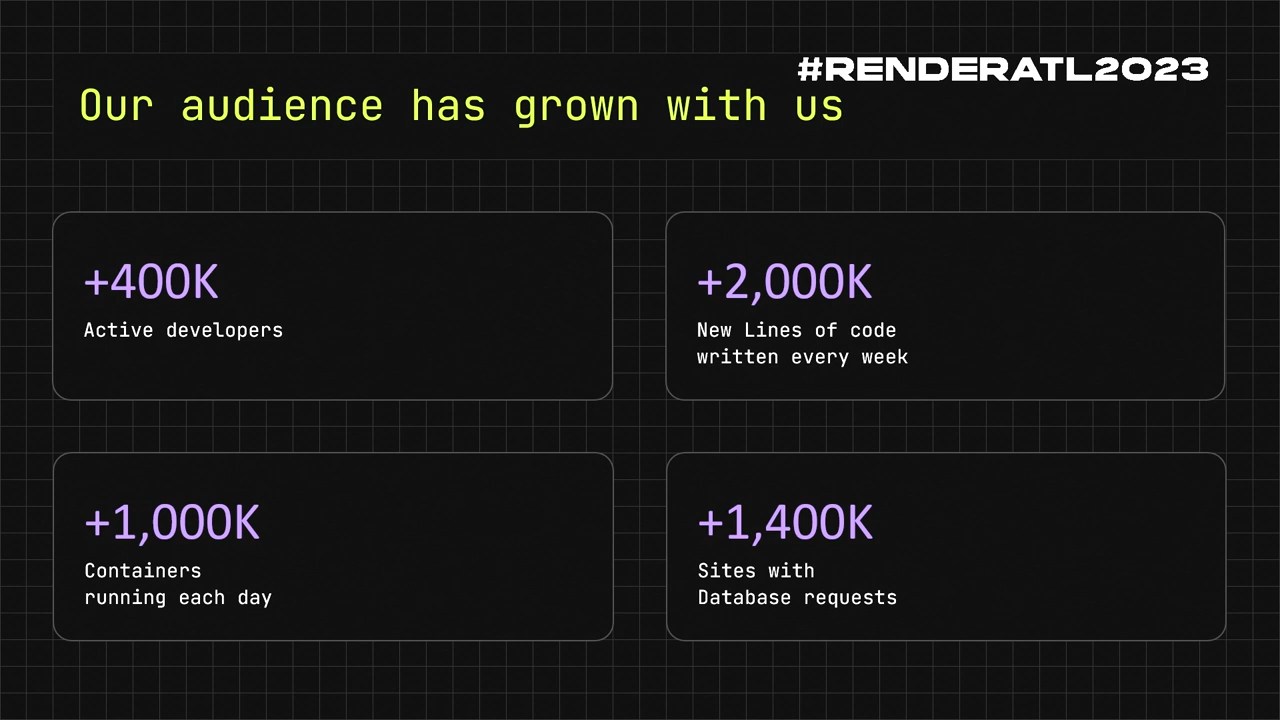 #RENDERATL2023
Our audience has grown with us
+400K
Active developers
+2,000K
New Lines of code
written every week
+1,000K
Containers
running each day
+1,400K
Sites with
Database requests